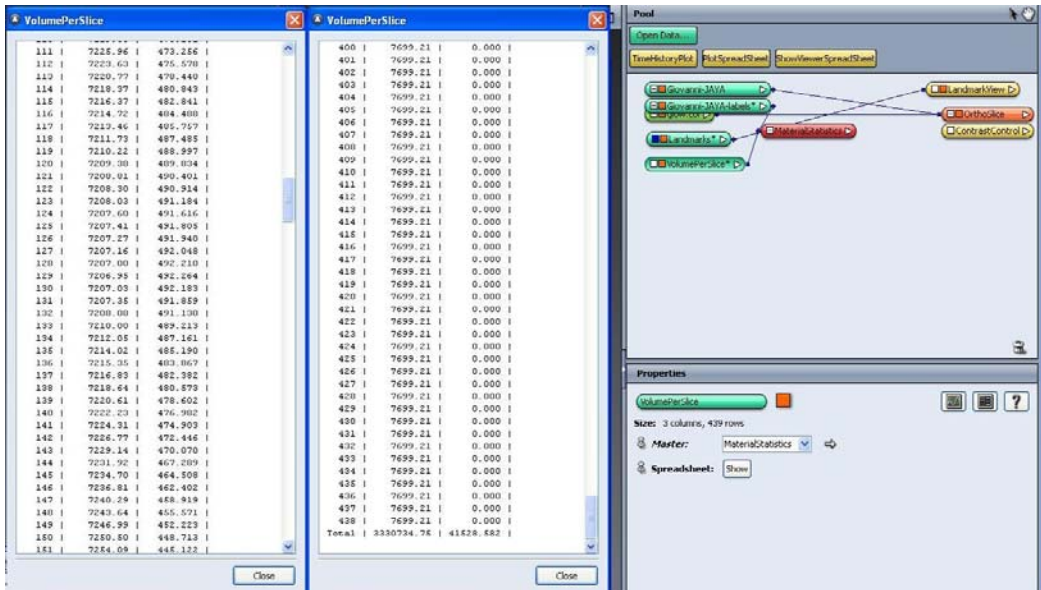 VolumePerSlice
111 | 7225.96 | 473.256 |
112 | 7223.63 | 475.578 |
113 | 7220.77 | 478.440 |
114 | 7218.37 | 480.843 |
115 | 7216.37 | 482.841 |
116 | 7214.72 | 484.488 |
117 | 7213.46 | 485.757 |
118 | 7211.73 | 487.485 |
119 | 7210.22 | 488.997 |
120 | 7209.38 | 489.834 |
121 | 7208.81 | 490.401 |
122 | 7208.30 | 490.914 |
123 | 7208.03 | 491.184 |
124 | 7207.60 | 491.616 |
125 | 7207.41 | 491.805 |
126 | 7207.27 | 491.940 |
127 | 7207.16 | 492.048 |
128 | 7207.00 | 492.210 |
129 | 7206.95 | 492.264 |
130 | 7207.03 | 492.183 |
131 | 7207.35 | 491.859 |
132 | 7208.08 | 491.130 |
133 | 7210.00 | 489.213 |
134 | 7212.05 | 487.161 |
135 | 7214.02 | 485.190 |
136 | 7215.35 | 483.867 |
137 | 7216.83 | 482.382 |
138 | 7218.64 | 480.573 |
139 | 7220.61 | 478.602 |
140 | 7222.23 | 476.982 |
141 | 7224.31 | 474.903 |
142 | 7226.77 | 472.446 |
143 | 7229.14 | 470.070 |
144 | 7231.92 | 467.289 |
145 | 7234.70 | 464.508 |
146 | 7236.81 | 462.402 |
147 | 7240.29 | 458.919 |
148 | 7243.64 | 455.571 |
149 | 7246.99 | 452.223 |
150 | 7250.50 | 448.713 |
151 | 7254.09 | 445.122 |
Close
VolumePerSlice
400 | 7699.21 | 0.000 |
401 | 7699.21 | 0.000 |
402 | 7699.21 | 0.000 |
403 | 7699.21 | 0.000 |
404 | 7699.21 | 0.000 |
405 | 7699.21 | 0.000 |
406 | 7699.21 | 0.000 |
407 | 7699.21 | 0.000 |
408 | 7699.21 | 0.000 |
409 | 7699.21 | 0.000 |
410 | 7699.21 | 0.000 |
411 | 7699.21 | 0.000 |
412 | 7699.21 | 0.000 |
413 | 7699.21 | 0.000 |
414 | 7699.21 | 0.000 |
415 | 7699.21 | 0.000 |
416 | 7699.21 | 0.000 |
417 | 7699.21 | 0.000 |
418 | 7699.21 | 0.000 |
419 | 7699.21 | 0.000 |
420 | 7699.21 | 0.000 |
421 | 7699.21 | 0.000 |
422 | 7699.21 | 0.000 |
423 | 7699.21 | 0.000 |
424 | 7699.21 | 0.000 |
425 | 7699.21 | 0.000 |
426 | 7699.21 | 0.000 |
427 | 7699.21 | 0.000 |
428 | 7699.21 | 0.000 |
429 | 7699.21 | 0.000 |
430 | 7699.21 | 0.000 |
431 | 7699.21 | 0.000 |
432 | 7699.21 | 0.000 |
433 | 7699.21 | 0.000 |
434 | 7699.21 | 0.000 |
435 | 7699.21 | 0.000 |
436 | 7699.21 | 0.000 |
437 | 7699.21 | 0.000 |
438 | 7699.21 | 0.000 |
Total | 3330734.75 | 41528.582 |
Close
Pool
Open Data...
TimeHistoryPlot PlotSpreadSheet ShowViewerSpreadSheet
Giovanni-JAYA
LandmarkView
Giovanni-JAYA-labels*
OrthoSlice
MaterialStatistics
ContrastControl
Landmarks*
VolumePerSlice*
Properties
VolumePerSlice
?
Size: 3 columns, 439 rows
Master: MaterialStatistics
Spreadsheet: Show